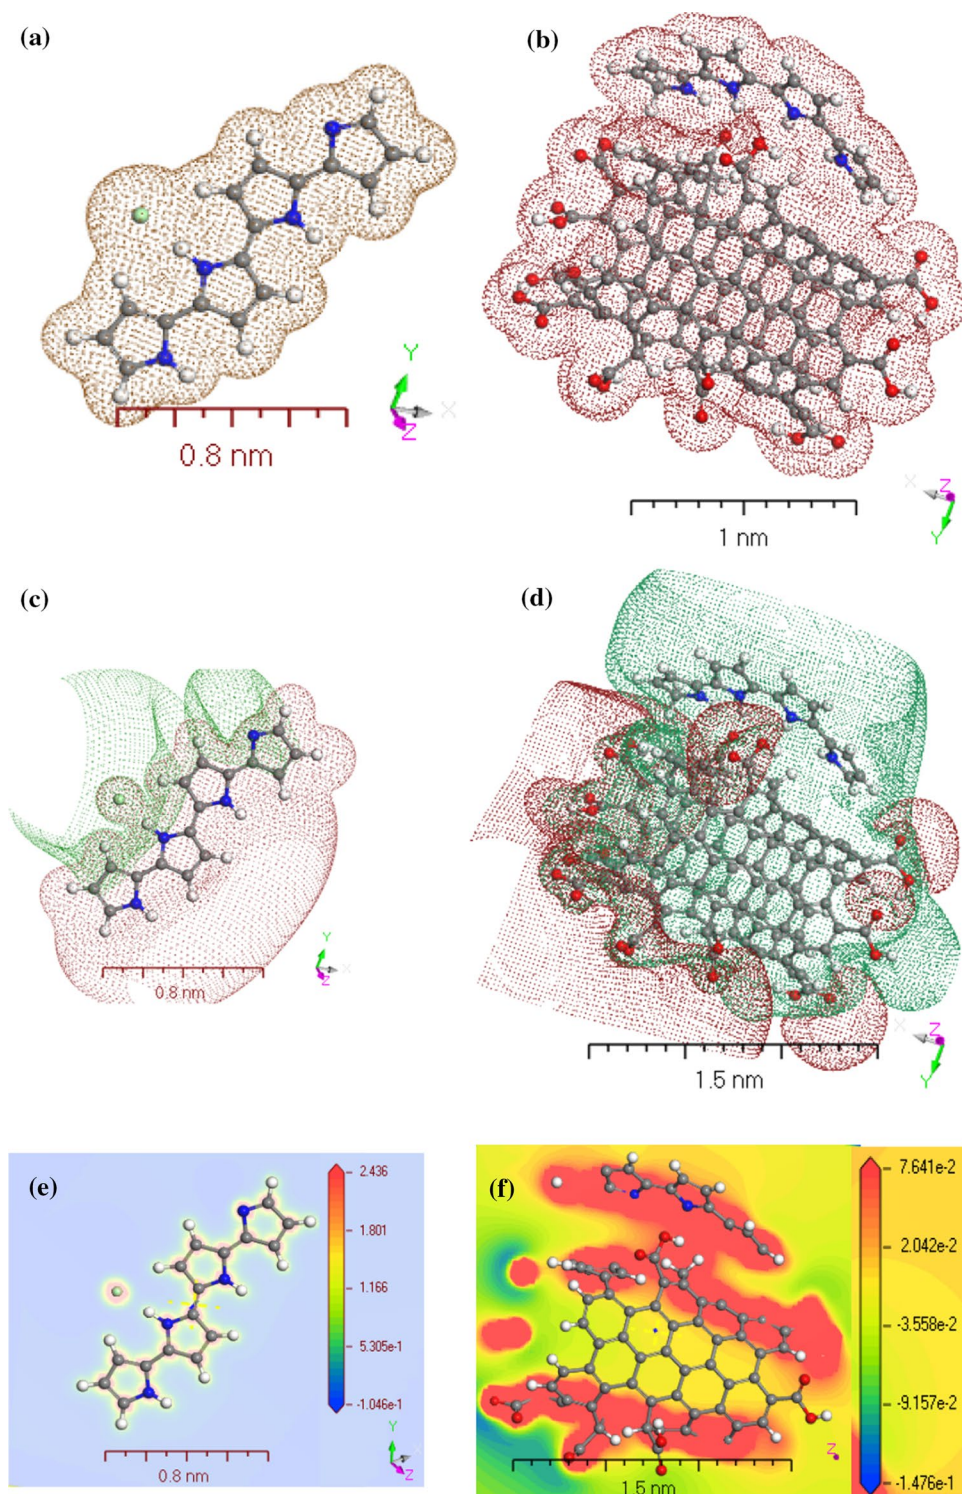 (a)
(b)
Y
X
Z
0.8 nm
X
Z
Y
1 nm
(c)
(d)
Y
X
Z
0.8 nm
X
Z
Y
1.5 nm
(e)
2.436
1.801
1.166
5.305e-1
-1.046e-1
Y
Z
0.8 nm
(f)
7.641e-2
2.042e-2
-3.558e-2
-9.157e-2
-1.476e-1
Z
1.5 nm